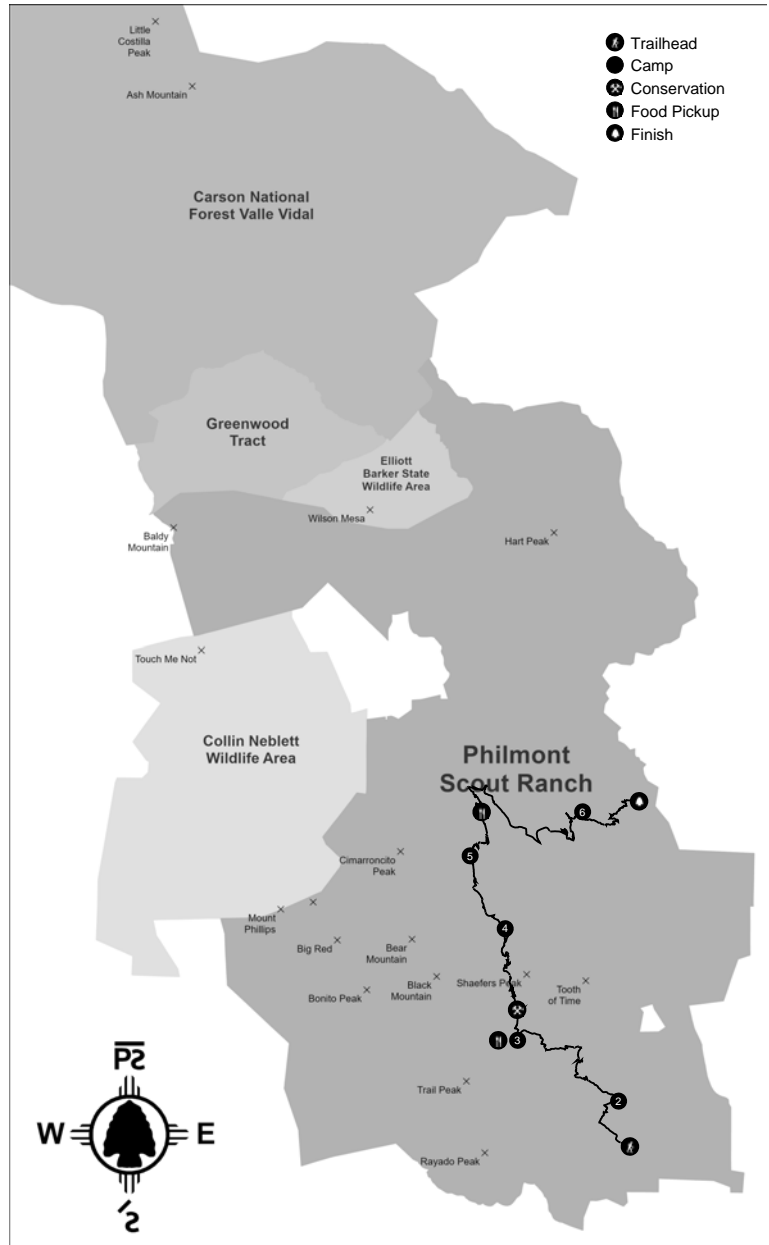 Little
Costilla
Peak
Ash Mountain
Trailhead
Camp
Conservation
Food Pickup
Finish
Carson National
Forest Valle Vidal
Greenwood
Tract
Elliott
Barker State
Wildlife Area
Wilson Mesa
Baldy
Mountain
Hart Peak
Touch Me Not
Collin Neblett
Wildlife Area
Philmont
Scout Ranch
6
5
Cimarroncito
Peak
Mount
Phillips
4
Big Red
Bear
Mountain
Black
Mountain
Bonito Peak
Shaefers Peak
Tooth
of Time
3
Trail Peak
2
Rayado Peak
W
E